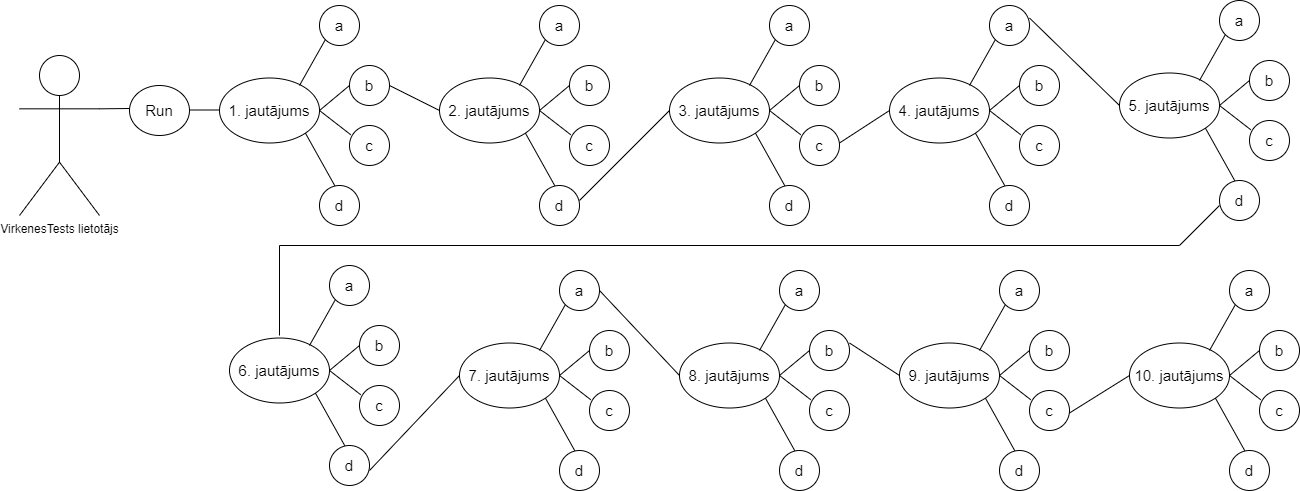 VirkenesTests lietotājs
Run
1. jautājums
a
b
c
d
2. jautājums
a
b
c
d
3. jautājums
a
b
c
d
4. jautājums
a
b
c
d
5. jautājums
a
b
c
d
6. jautājums
a
b
c
d
7. jautājums
a
b
c
d
8. jautājums
a
b
c
d
9. jautājums
a
b
c
d
10. jautājums
a
b
c
d